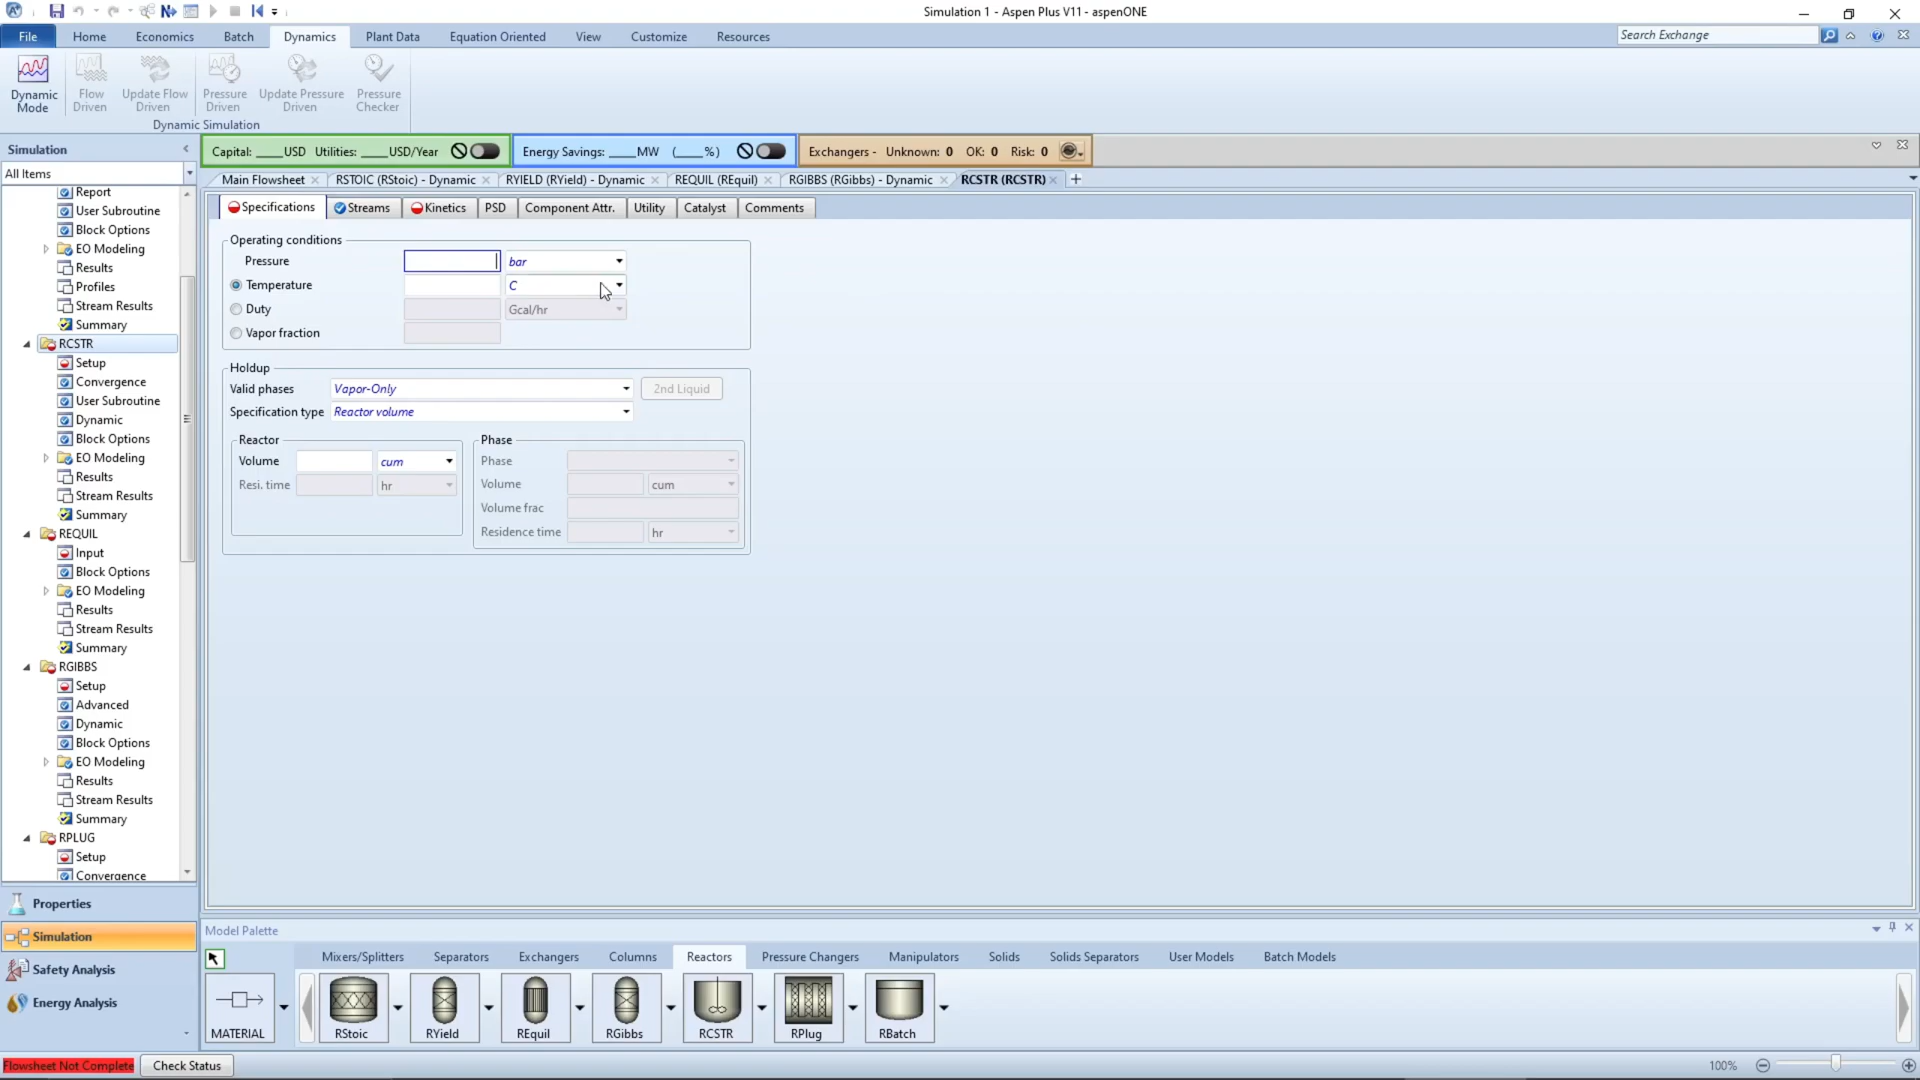 Simulation 1 - Aspen Plus V11 - aspenONE
File Home Economics Batch Dynamics Plant Data Equation Oriented View Customize Resources
Search Exchange
Dynamic Mode
Flow Driven
Update Flow Driven
Pressure Driven
Update Pressure Driven
Pressure Checker
Dynamic Simulation
Simulation
All Items
Capital: ____USD Utilities: ____USD/Year
Energy Savings: ____MW (____%)
Exchangers - Unknown: 0 OK: 0 Risk: 0
Main Flowsheet RSTOIC (RStoic) - Dynamic RYIELD (RYield) - Dynamic REQUIL (REquil) RGIBBS (RGibbs) - Dynamic RCSTR (RCSTR)
Specifications Streams Kinetics PSD Component Attr. Utility Catalyst Comments
Report
User Subroutine
Block Options
EO Modeling
Results
Profiles
Stream Results
Summary
RCSTR
Setup
Convergence
User Subroutine
Dynamic
Block Options
EO Modeling
Results
Stream Results
Summary
REQUIL
Input
Block Options
EO Modeling
Results
Stream Results
Summary
RGIBBS
Setup
Advanced
Dynamic
Block Options
EO Modeling
Results
Stream Results
Summary
RPLUG
Setup
Convergence
Properties
Simulation
Safety Analysis
Energy Analysis
Operating conditions
Pressure bar
Temperature C
Duty Gcal/hr
Vapor fraction
Holdup
Valid phases Vapor-Only 2nd Liquid
Specification type Reactor volume
Reactor
Volume cum
Resi. time hr
Phase
Phase
Volume cum
Volume frac
Residence time hr
Model Palette
Mixers/Splitters Separators Exchangers Columns Reactors Pressure Changers Manipulators Solids Solids Separators User Models Batch Models
MATERIAL RStoic RYield REquil RGibbs RCSTR RPlug RBatch
Flowsheet Not Complete Check Status
100%